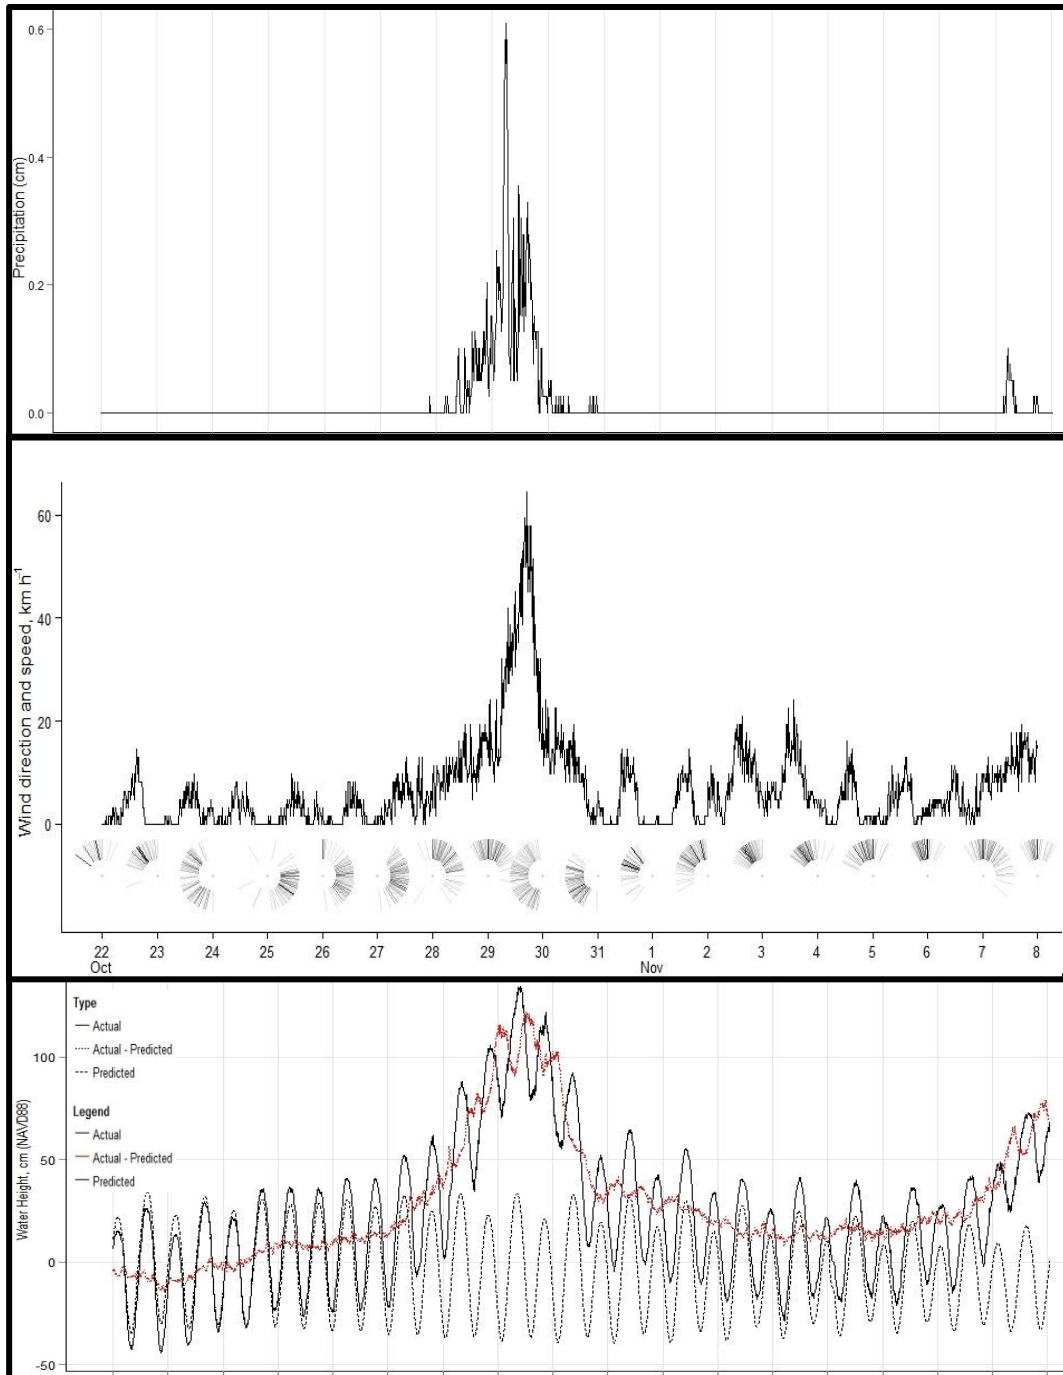 0.6
0.4
0.2
0.0
Precipitation (cm)
60
40
20
0
Wind direction and speed, km h⁻¹
22 23 24 25 26 27 28 29 30 31 1 2 3 4 5 6 7 8
Oct Nov
Type
Actual
Actual - Predicted
Predicted
Legend
Actual
Actual - Predicted
Predicted
100
50
0
-50
Water Height, cm (NAVD88)